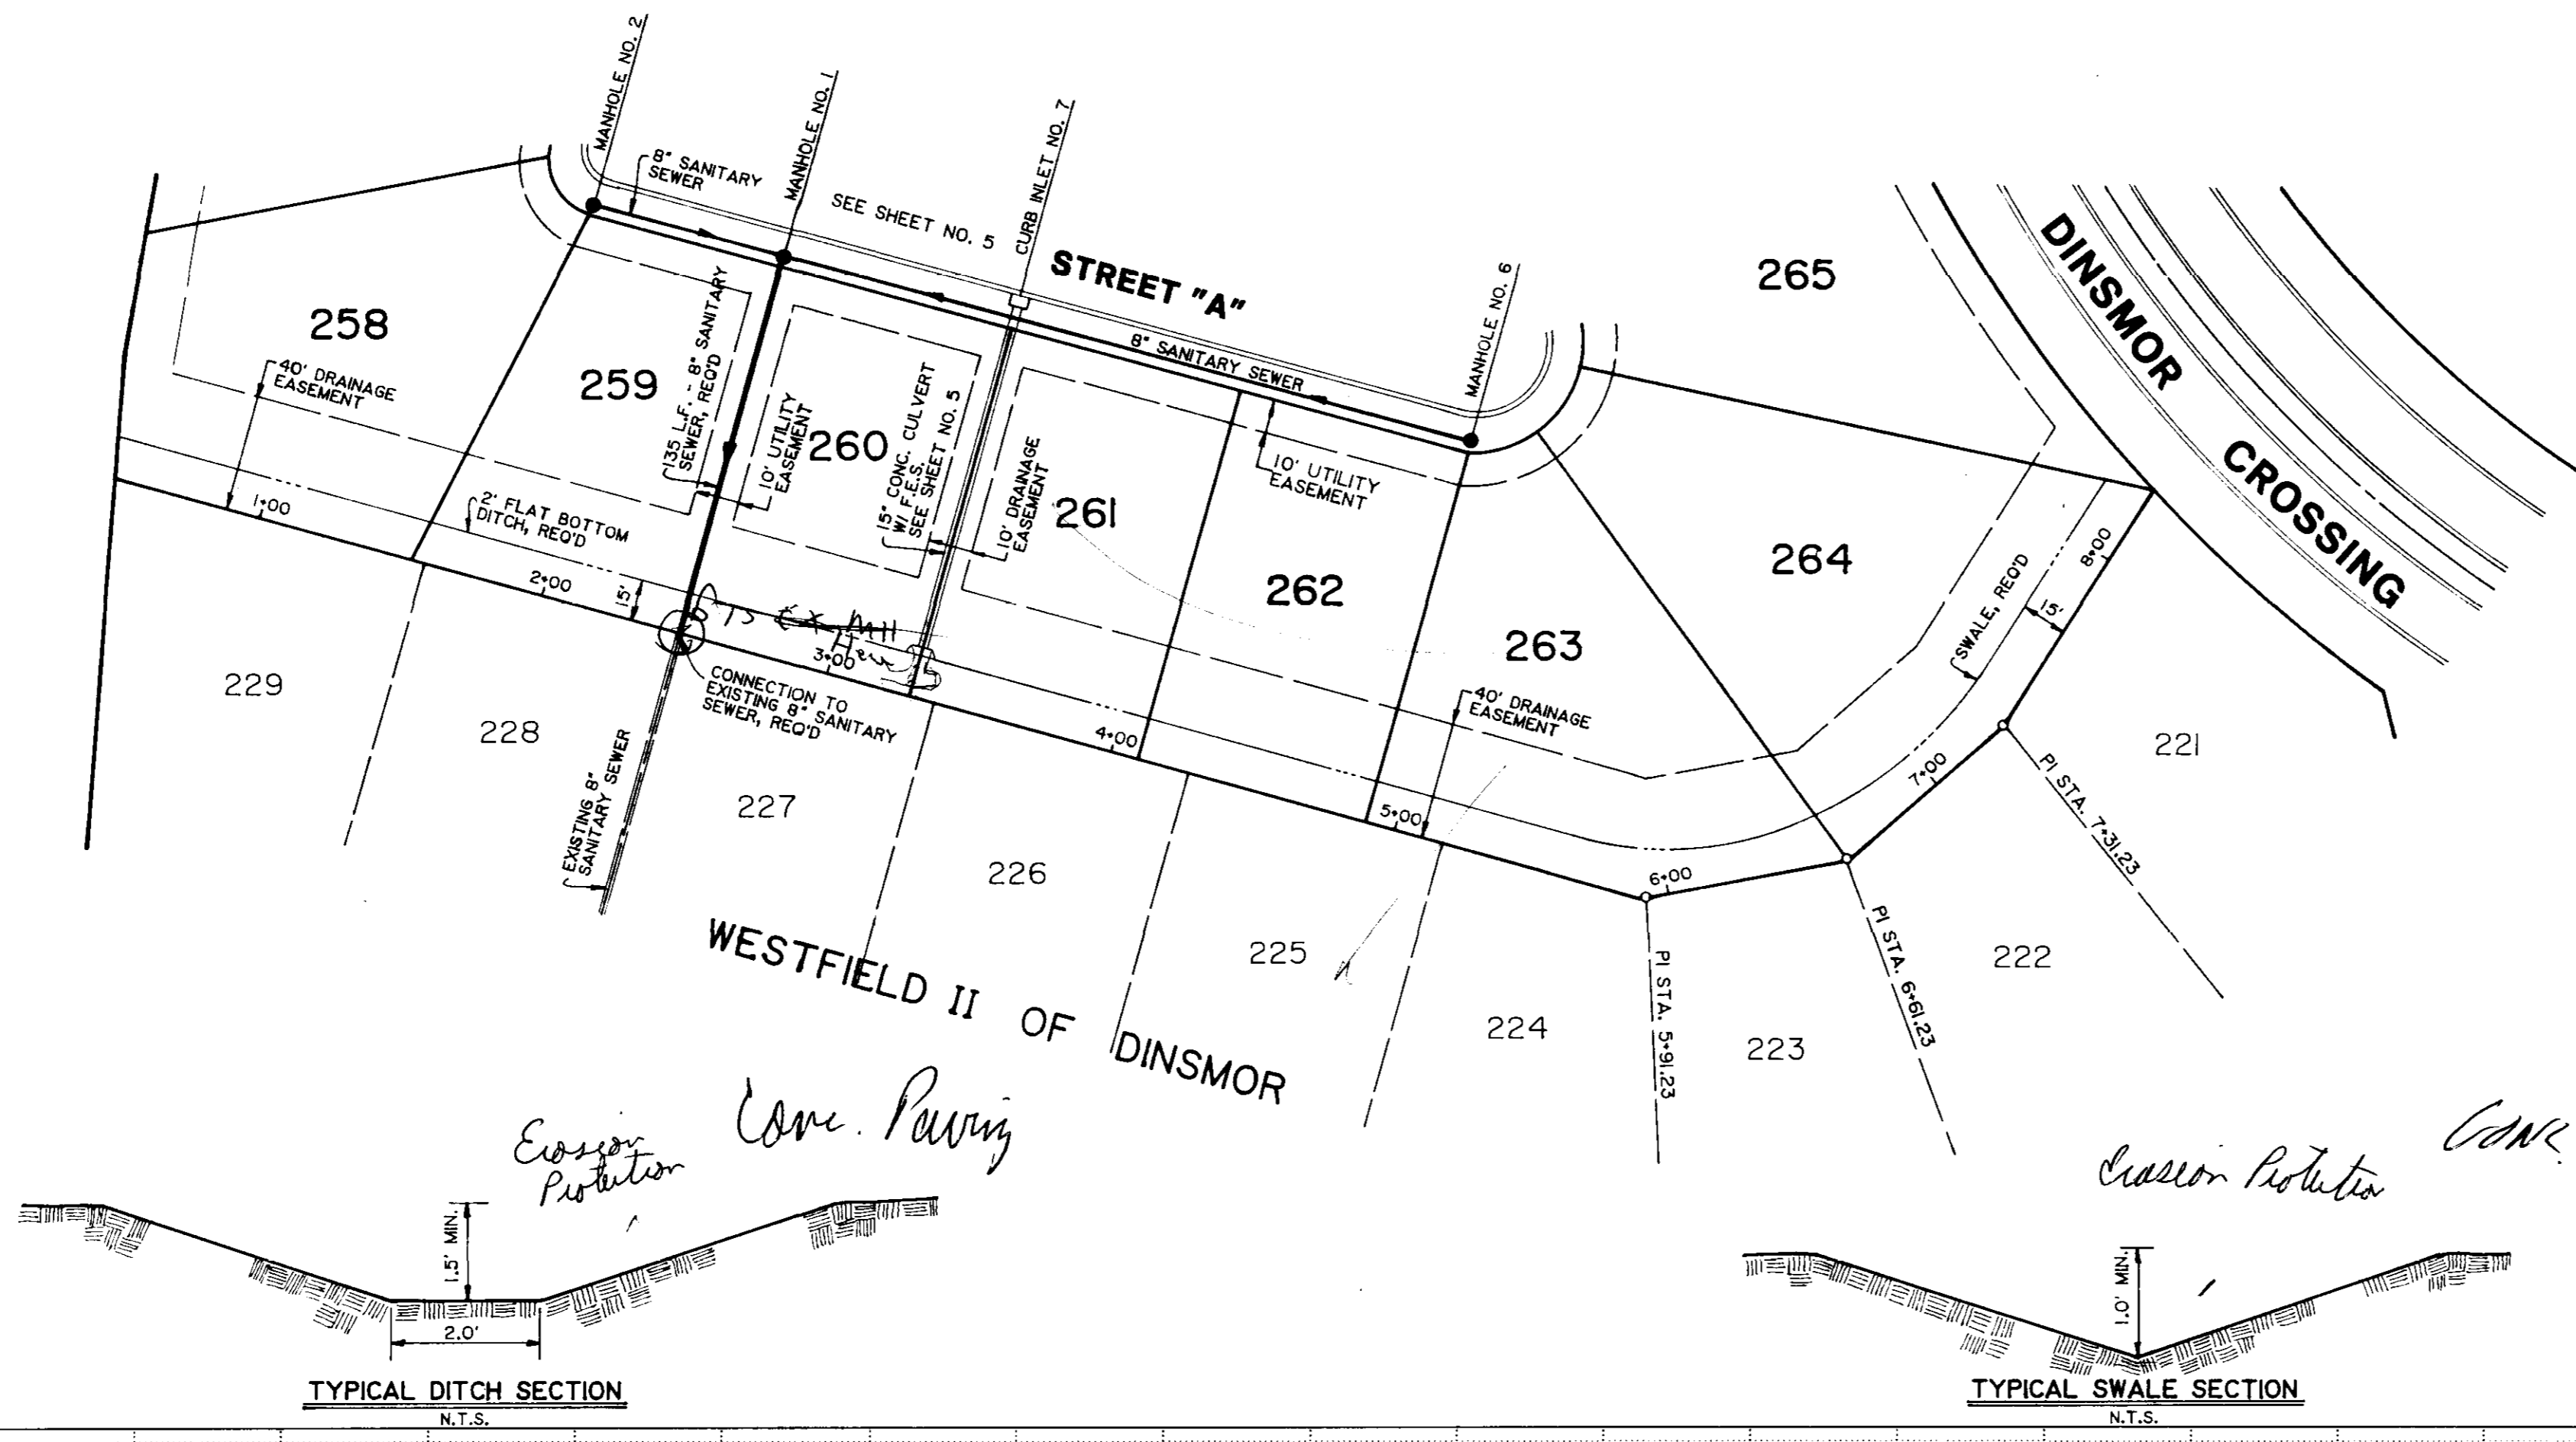 MANHOLE NO. 2
MANHOLE NO. 1
CURB INLET NO. 7
MANHOLE NO. 6
8" SANITARY
SEWER
SEE SHEET NO. 5
STREET "A"
8" SANITARY SEWER
DINSMOR CROSSING
258
259
260
261
262
263
264
265
40' DRAINAGE
EASEMENT
135 L.F. - 8" SANITARY
SEWER, REQ'D
10' UTILITY
EASEMENT
15" CONC. CULVERT
W/ F.E.S.
SEE SHEET NO. 5
10' DRAINAGE
EASEMENT
10' UTILITY
EASEMENT
2' FLAT BOTTOM
DITCH, REQ'D
15'
40' DRAINAGE
EASEMENT
SWALE, REQ'D
15'
1+00
2+00
3+00
4+00
5+00
6+00
7+00
8+00
Ex MH
CONNECTION TO
EXISTING 8" SANITARY
SEWER, REQ'D
EXISTING 8"
SANITARY SEWER
229
228
227
226
225
224
223
222
221
PI STA. 5+91.23
PI STA. 6+61.23
PI STA. 7+31.23
WESTFIELD II OF DINSMOR
Erosion
Protection
Conc. Paving
Erosion Protection
Conc.
1.5' MIN.
2.0'
TYPICAL DITCH SECTION
N.T.S.
1.0' MIN.
TYPICAL SWALE SECTION
N.T.S.